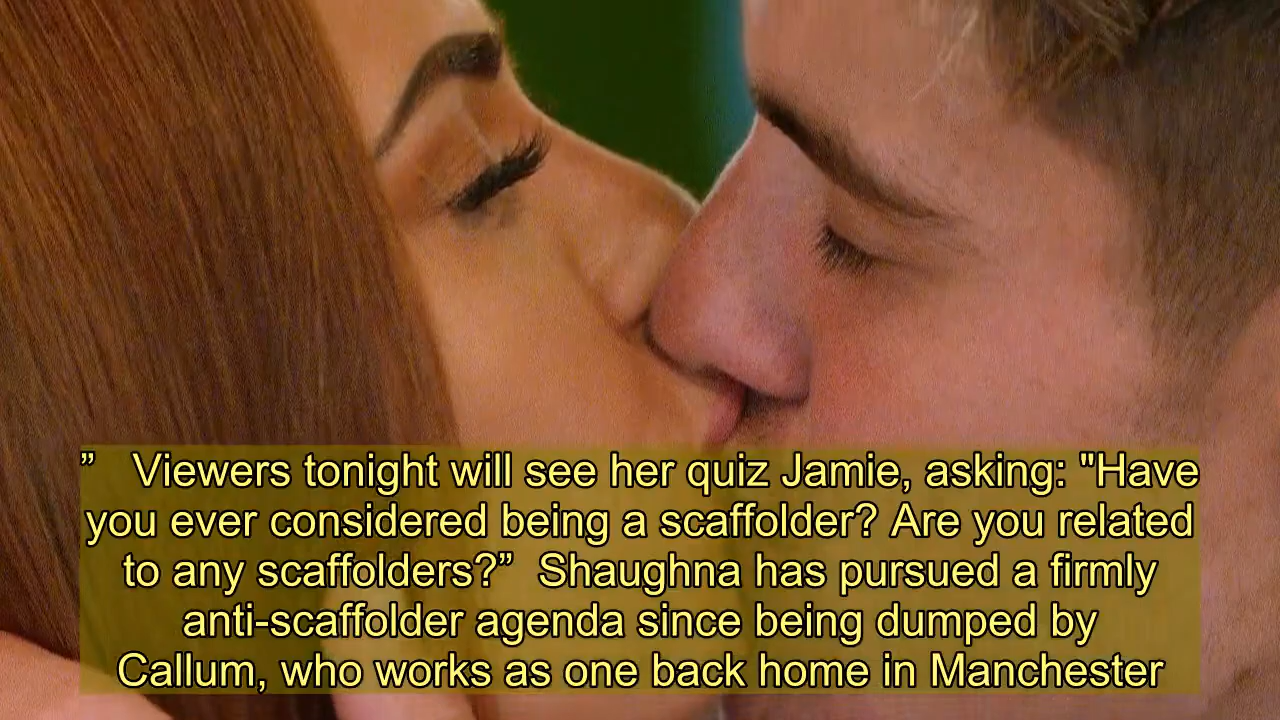 ”   Viewers tonight will see her quiz Jamie, asking: "Have
you ever considered being a scaffolder? Are you related
to any scaffolders?”  Shaughna has pursued a firmly
anti-scaffolder agenda since being dumped by
Callum, who works as one back home in Manchester